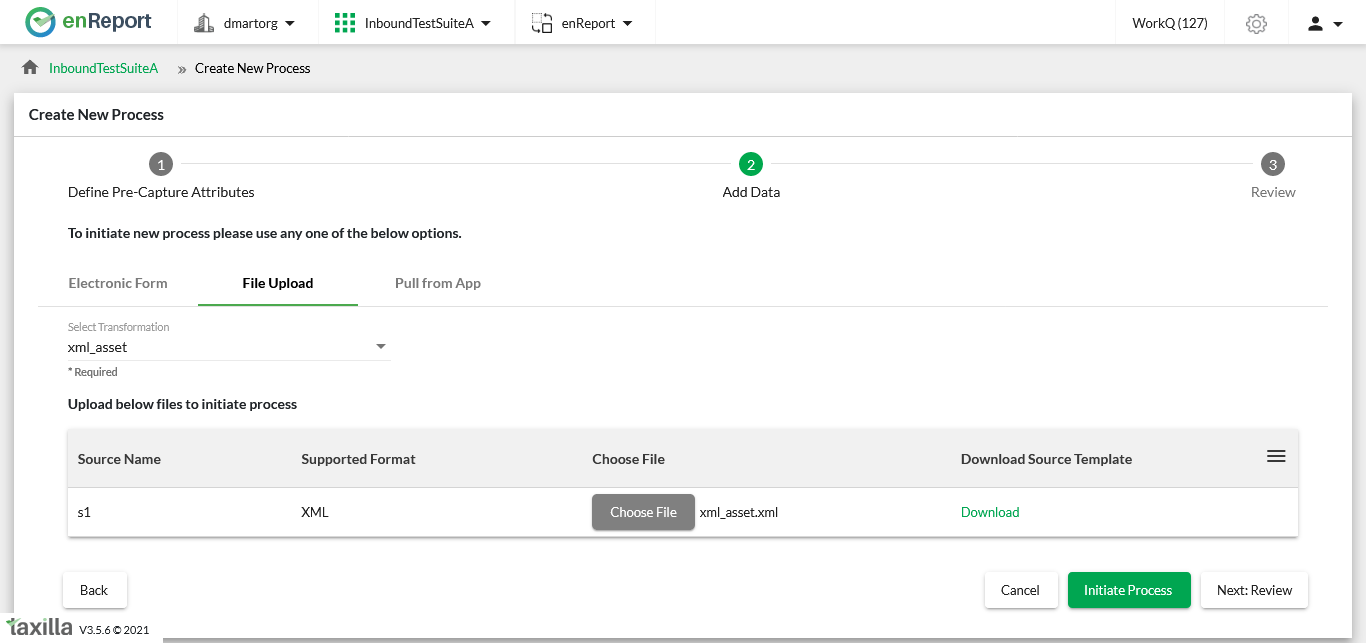 enReport dmartorg InboundTestSuiteA enReport WorkQ (127)
InboundTestSuiteA » Create New Process
Create New Process
1 2 3
Define Pre-Capture Attributes Add Data Review
To initiate new process please use any one of the below options.
Electronic Form File Upload Pull from App
Select Transformation
xml_asset
* Required
Upload below files to initiate process
Source Name Supported Format Choose File Download Source Template
s1 XML Choose File xml_asset.xml Download
Back Cancel Initiate Process Next: Review
taxilla V3.5.6 © 2021